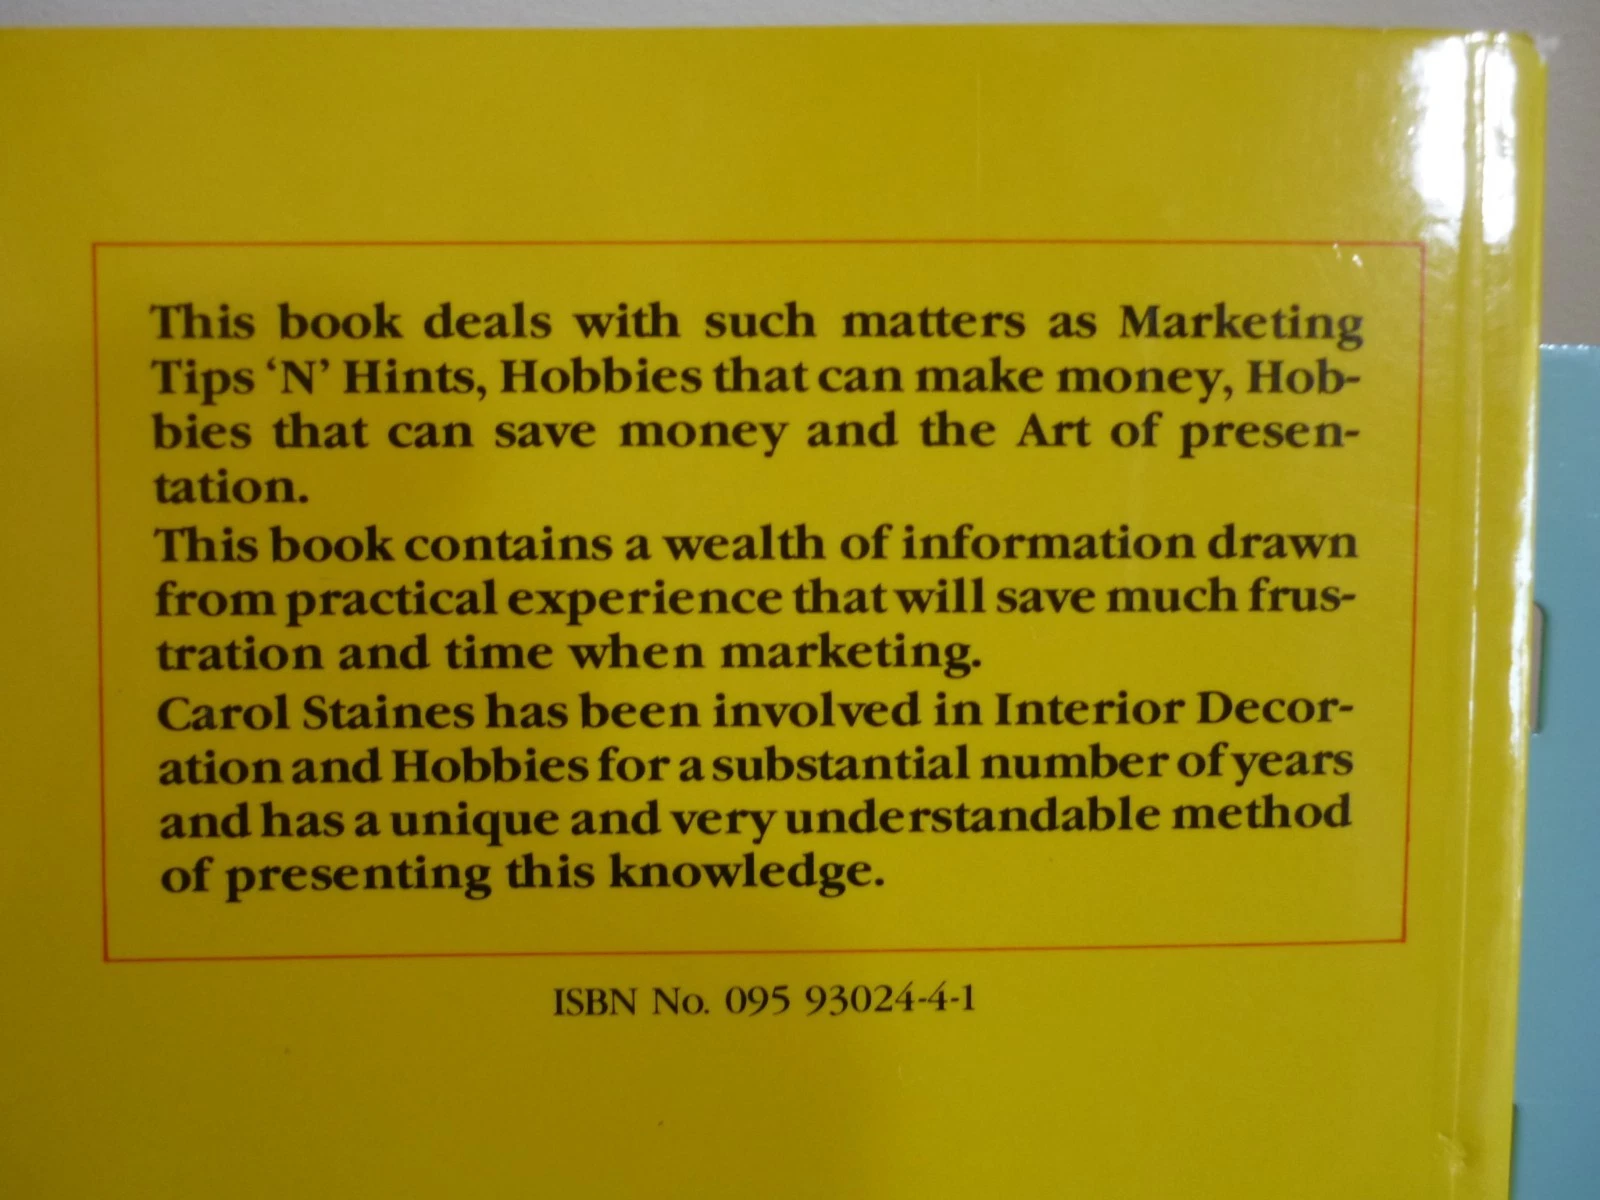 This book deals with such matters as Marketing
Tips ‘N’ Hints, Hobbies that can make money, Hob-
bies that can save money and the Art of presen-
tation.
This book contains a wealth of information drawn
from practical experience that will save much frus-
tration and time when marketing.
Carol Staines has been involved in Interior Decor-
ation and Hobbies for a substantial number of years
and has a unique and very understandable method
of presenting this knowledge.
ISBN No. 095 93024-4-1